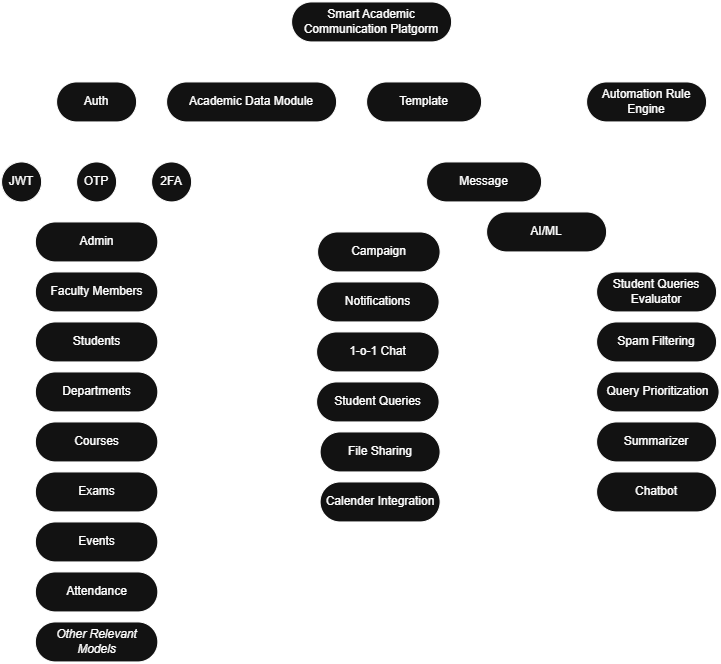 Smart Academic
Communication Platgorm
Auth
Academic Data Module
Template
Automation Rule
Engine
JWT
OTP
2FA
Message
AI/ML
Admin
Faculty Members
Students
Departments
Courses
Exams
Events
Attendance
Other Relevant
Models
Campaign
Notifications
1-o-1 Chat
Student Queries
File Sharing
Calender Integration
Student Queries
Evaluator
Spam Filtering
Query Prioritization
Summarizer
Chatbot